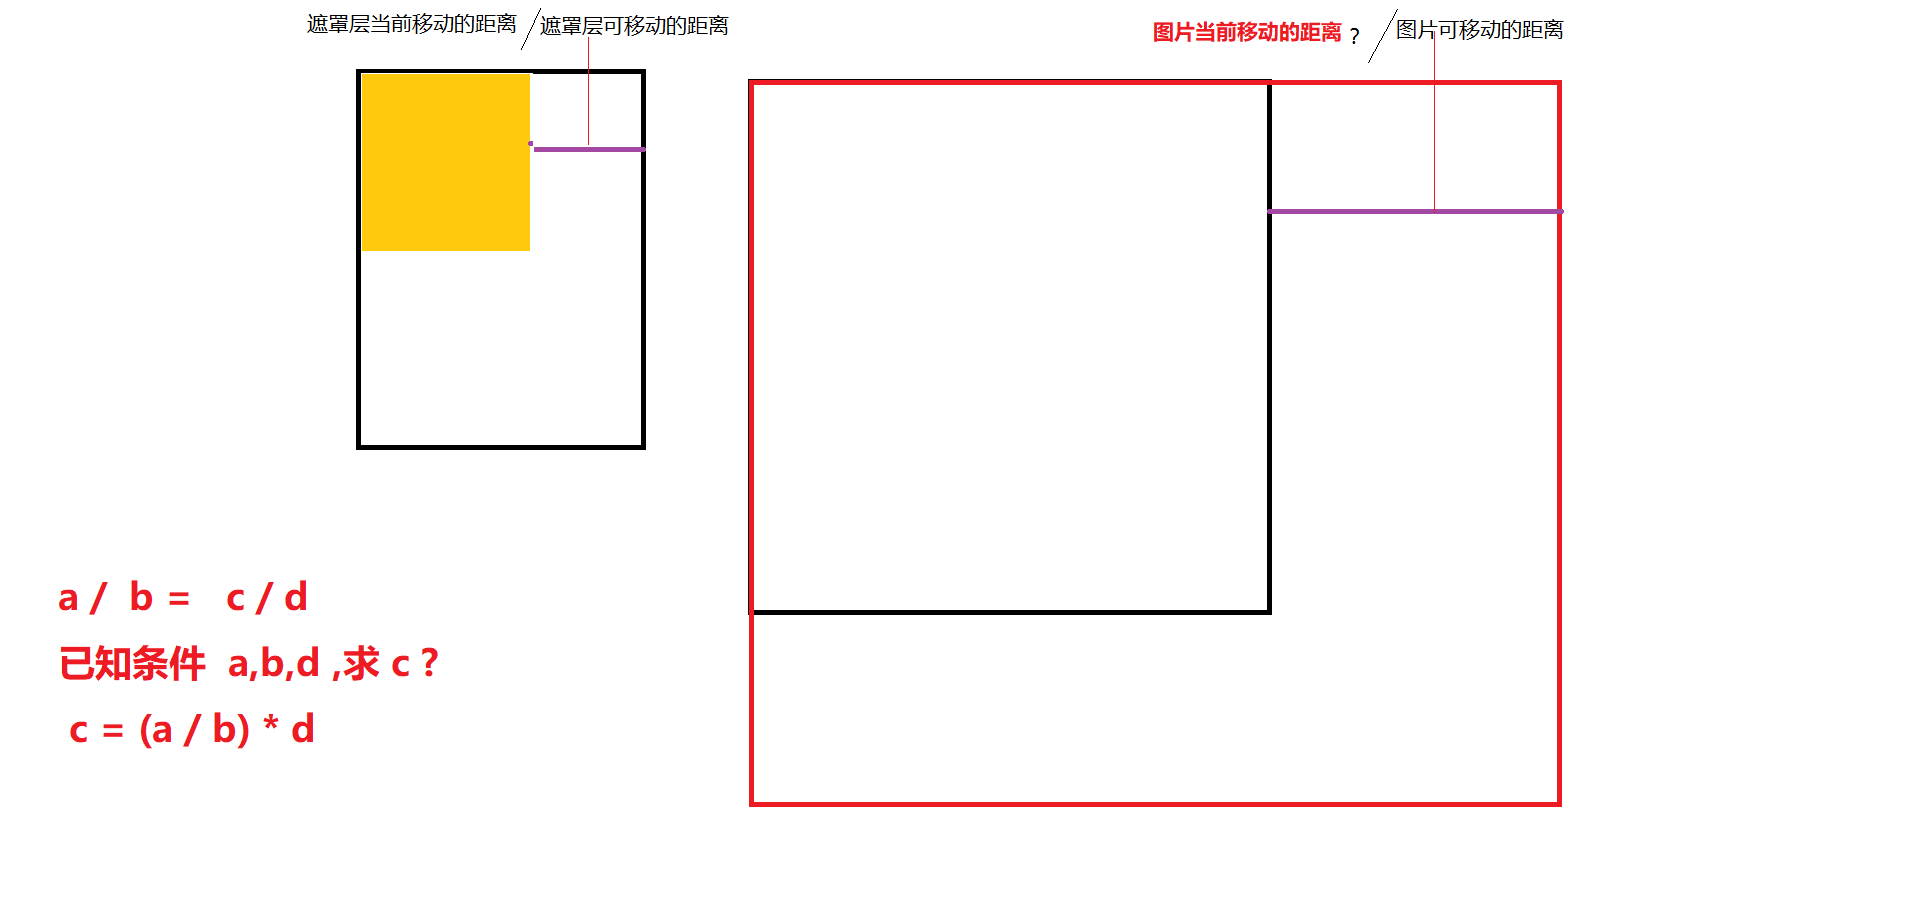 遮罩层当前移动的距离 / 遮罩层可移动的距离
图片当前移动的距离 ? / 图片可移动的距离
a / b = c / d
已知条件 a,b,d ,求 c ?
c = (a / b) * d